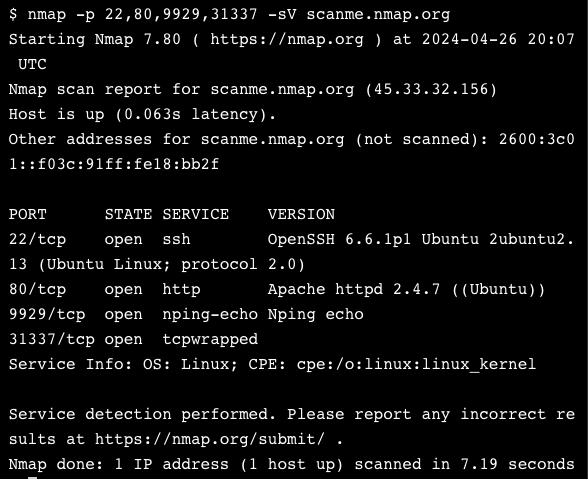 $ nmap -p 22,80,9929,31337 -sV scanme.nmap.org
Starting Nmap 7.80 ( https://nmap.org ) at 2024-04-26 20:07
 UTC
Nmap scan report for scanme.nmap.org (45.33.32.156)
Host is up (0.063s latency).
Other addresses for scanme.nmap.org (not scanned): 2600:3c0
1::f03c:91ff:fe18:bb2f

PORT      STATE SERVICE    VERSION
22/tcp    open  ssh        OpenSSH 6.6.1p1 Ubuntu 2ubuntu2.
13 (Ubuntu Linux; protocol 2.0)
80/tcp    open  http       Apache httpd 2.4.7 ((Ubuntu))
9929/tcp  open  nping-echo Nping echo
31337/tcp open  tcpwrapped
Service Info: OS: Linux; CPE: cpe:/o:linux:linux_kernel

Service detection performed. Please report any incorrect re
sults at https://nmap.org/submit/ .
Nmap done: 1 IP address (1 host up) scanned in 7.19 seconds